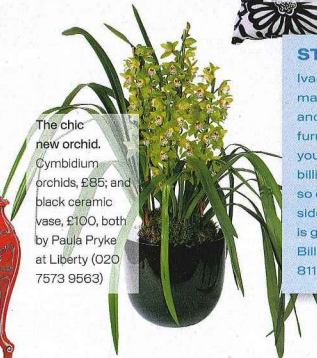 The chic
new orchid.
Cymbidium
orchids, £85; and
black ceramic
vase, £100, both
by Paula Pryke
at Liberty (020
7573 9563)
ST
Iva
ma
and
furn
you
billi
so
side
is g
Bill
811